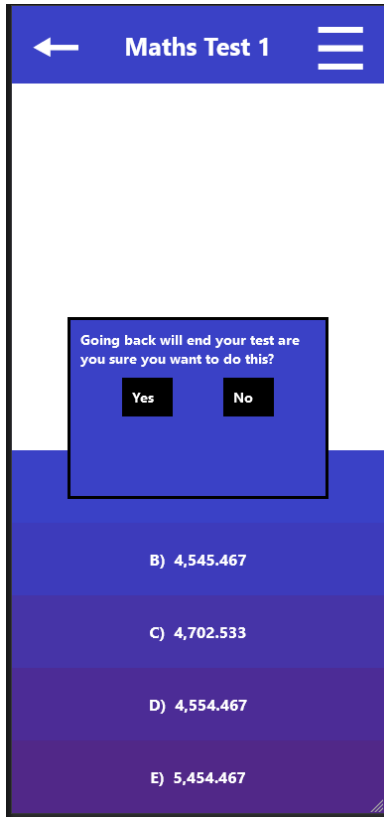 Maths Test 1
Going back will end your test are
you sure you want to do this?
Yes No
B) 4,545.467
C) 4,702.533
D) 4,554.467
E) 5,454.467